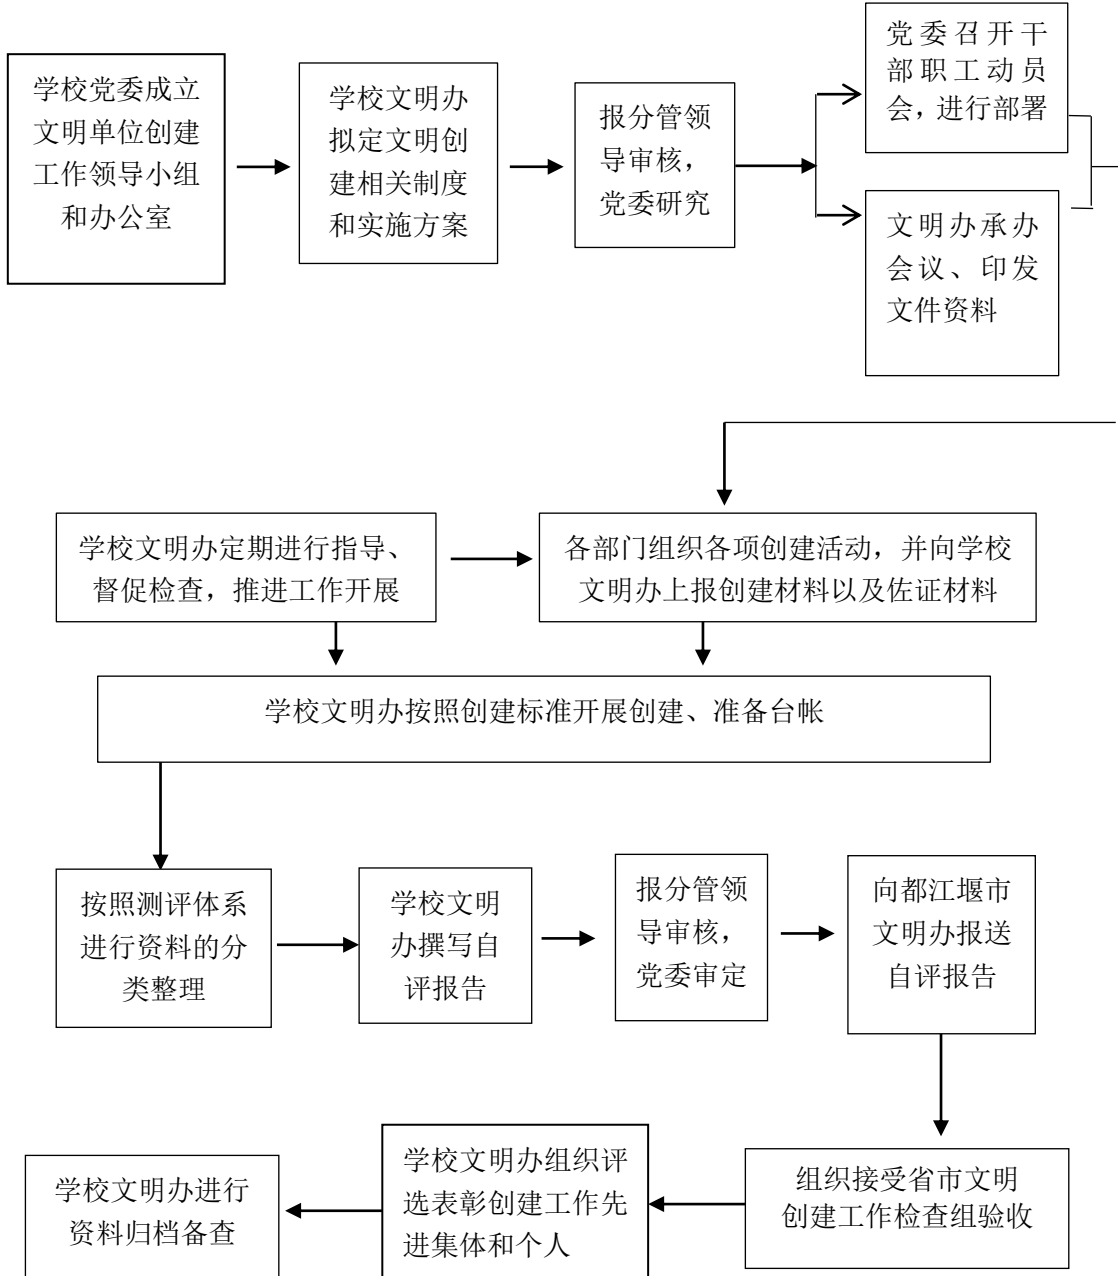 学校党委成立
文明单位创建
工作领导小组
和办公室
学校文明办
拟定文明创
建相关制度
和实施方案
报分管领
导审核，
党委研究
党委召开干
部职工动员
会，进行部署
文明办承办
会议、印发
文件资料
学校文明办定期进行指导、
督促检查，推进工作开展
各部门组织各项创建活动，并向学校
文明办上报创建材料以及佐证材料
学校文明办按照创建标准开展创建、准备台帐
按照测评体系
进行资料的分
类整理
学校文明
办撰写自
评报告
报分管领
导审核，
党委审定
向都江堰市
文明办报送
自评报告
组织接受省市文明
创建工作检查组验收
学校文明办组织评
选表彰创建工作先
进集体和个人
学校文明办进行
资料归档备查